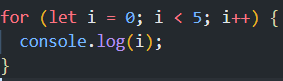 for (let i = 0; i < 5; i++) {
  console.log(i);
}